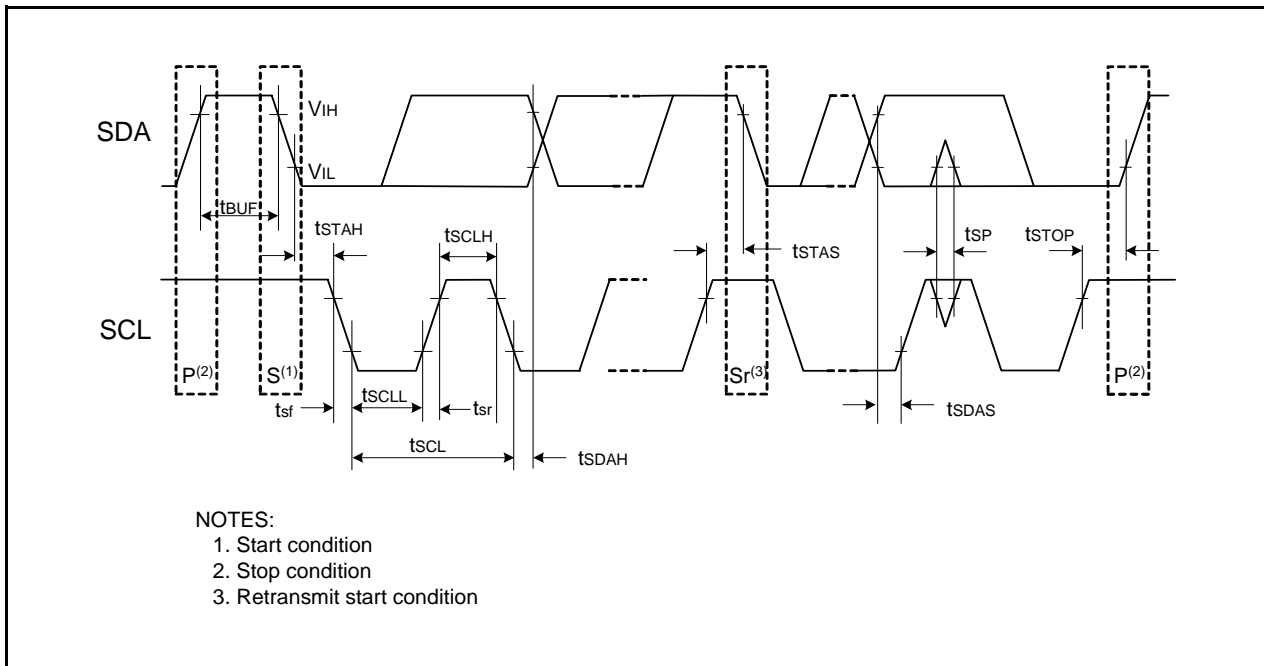 SDA
VIH
VIL
tBUF
tSTAH
tSCLH
tSTAS
tSP
tSTOP
SCL
P(2)
S(1)
Sr(3)
P(2)
tsf
tSCLL
tsr
tSDAS
tSCL
tSDAH
NOTES:
1. Start condition
2. Stop condition
3. Retransmit start condition